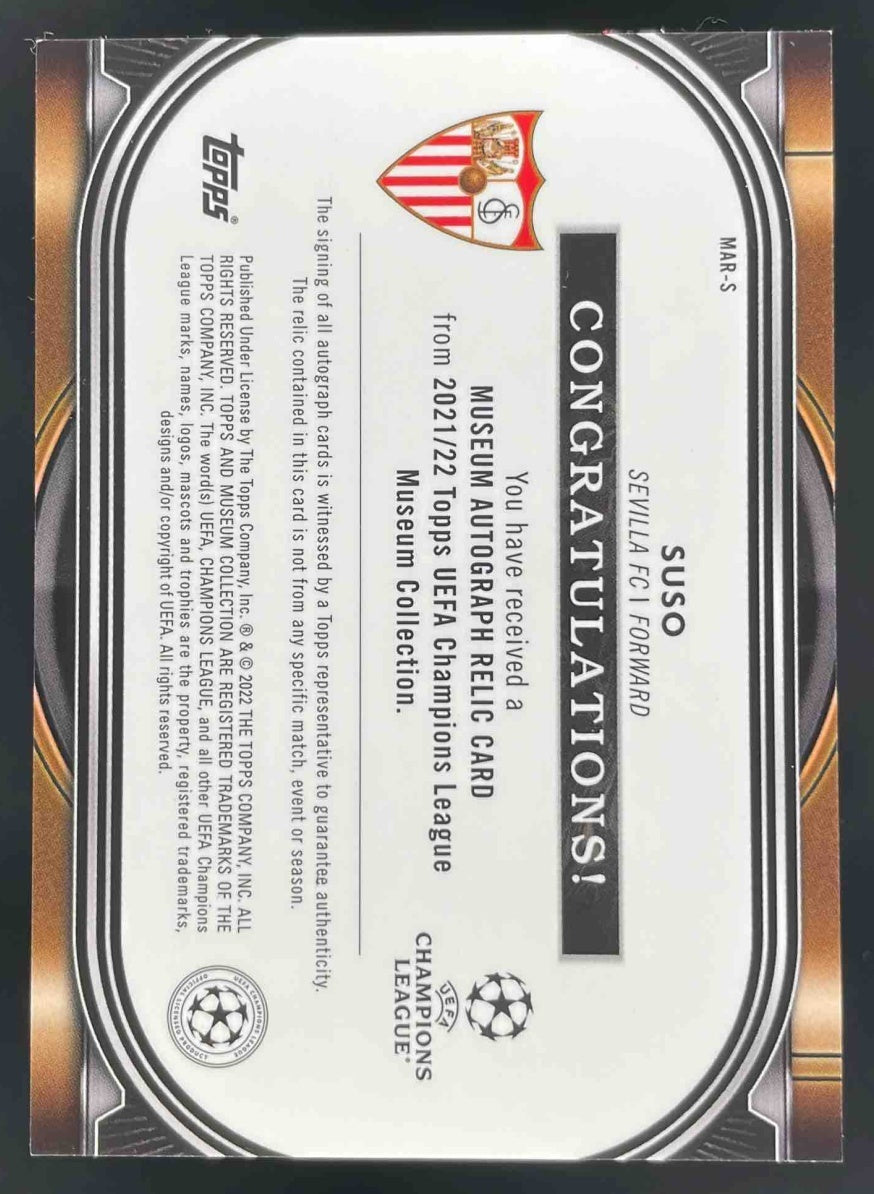 MAR-S
SUSO
SEVILLA FC | FORWARD
CONGRATULATIONS!
You have received a
MUSEUM AUTOGRAPH RELIC CARD
from 2021/22 Topps UEFA Champions League
Museum Collection.
UEFA
CHAMPIONS
LEAGUE®
The signing of all autograph cards is witnessed by a Topps representative to guarantee authenticity.
The relic contained in this card is not from any specific match, event or season.
topps®
Published Under License by The Topps Company, Inc. ® & © 2022 THE TOPPS COMPANY, INC. ALL
RIGHTS RESERVED. TOPPS AND MUSEUM COLLECTION ARE REGISTERED TRADEMARKS OF THE
TOPPS COMPANY, INC. The word(s) UEFA, CHAMPIONS LEAGUE, and all other UEFA Champions
League marks, names, logos, mascots and trophies are the property, registered trademarks,
designs and/or copyright of UEFA. All rights reserved.
UEFA CHAMPIONS LEAGUE
OFFICIAL LICENSED PRODUCT